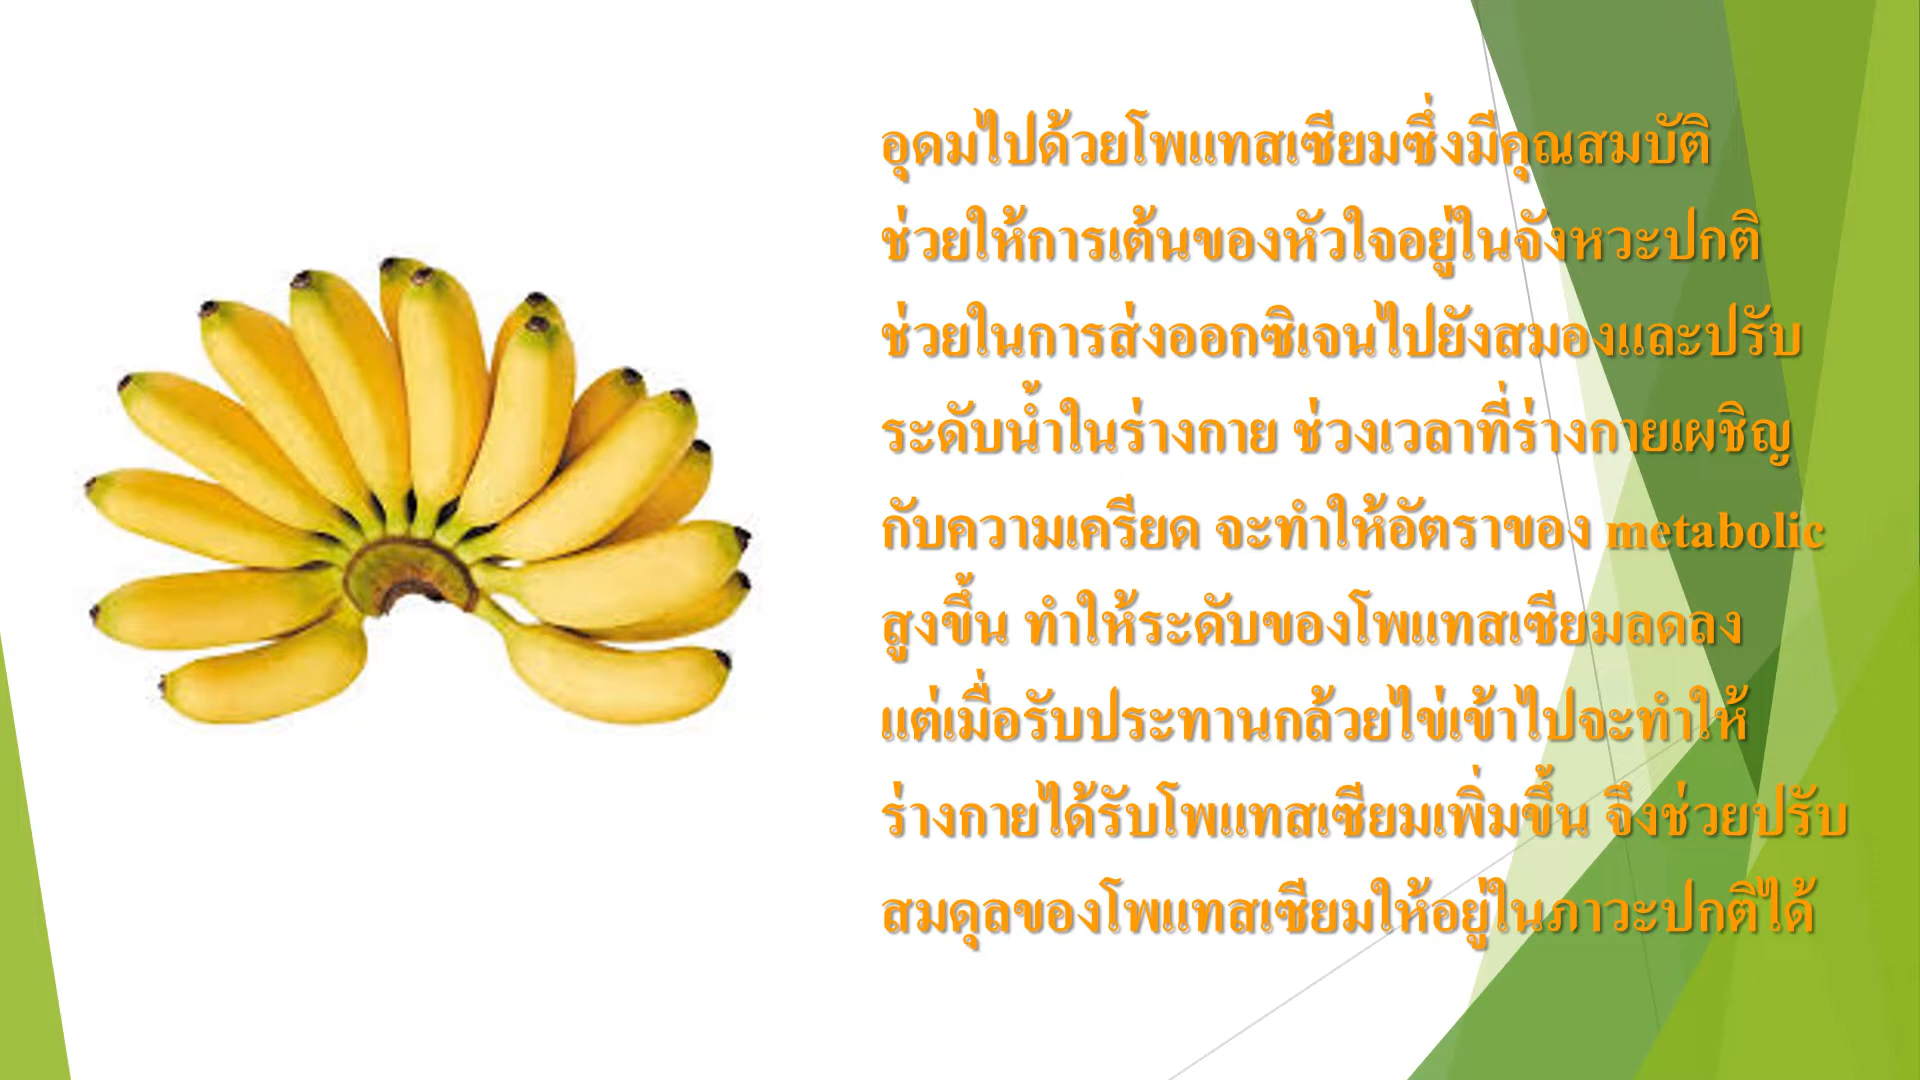 อุดมไปด้วยโพแทสเซียมซึ่งมีคุณสมบัติ
ช่วยให้การเต้นของหัวใจอยู่ในจังหวะปกติ
ช่วยในการส่งออกซิเจนไปยังสมองและปรับ
ระดับน้ำในร่างกาย ช่วงเวลาที่ร่างกายเผชิญ
กับความเครียด จะทำให้อัตราของ metabolic
สูงขึ้น ทำให้ระดับของโพแทสเซียมลดลง
แต่เมื่อรับประทานกล้วยไข่เข้าไปจะทำให้
ร่างกายได้รับโพแทสเซียมเพิ่มขึ้น จึงช่วยปรับ
สมดุลของโพแทสเซียมให้อยู่ในภาวะปกติได้